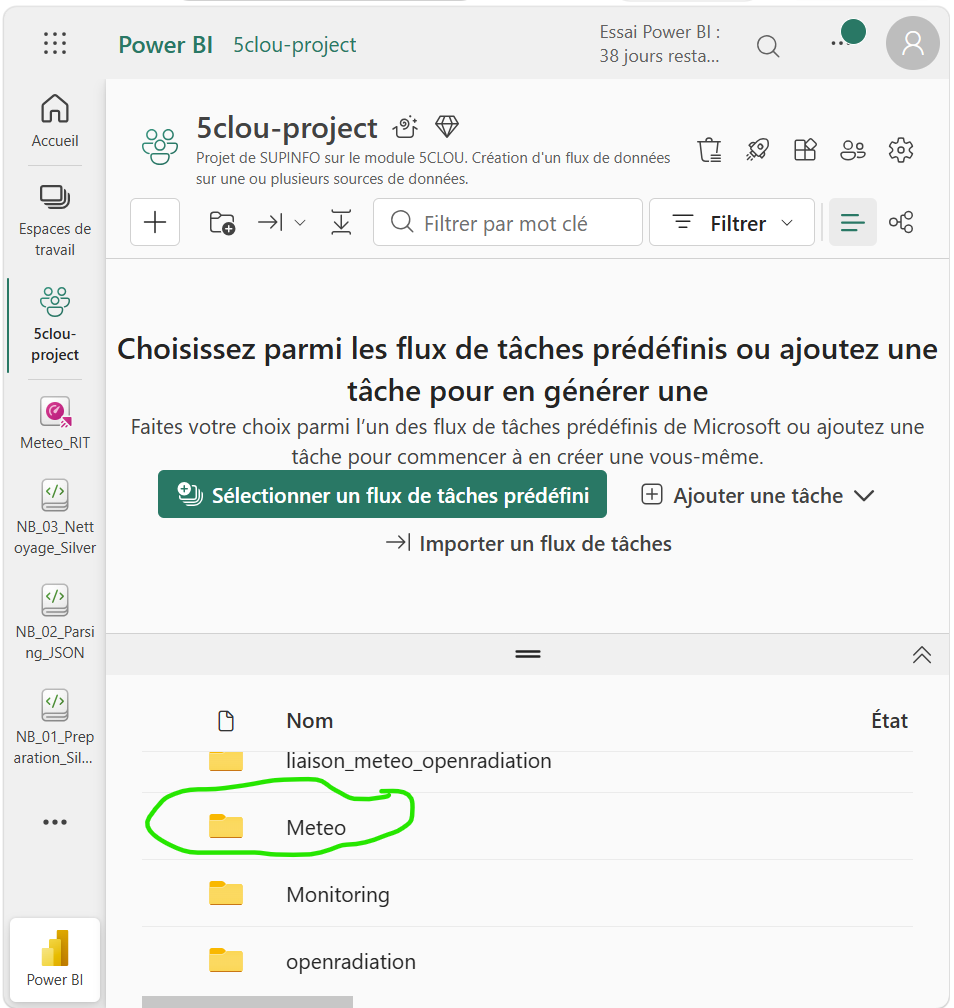 Power BI 5clou-project
Essai Power BI :
38 jours resta...
Accueil
Espaces de
travail
5clou-
project
Meteo_RIT
NB_03_Nett
oyage_Silver
NB_02_Parsi
ng_JSON
NB_01_Prep
aration_Sil...
Power BI
5clou-project
Projet de SUPINFO sur le module 5CLOU. Création d'un flux de données
sur une ou plusieurs sources de données.
Filtrer par mot clé
Filtrer
Choisissez parmi les flux de tâches prédéfinis ou ajoutez une
tâche pour en générer une
Faites votre choix parmi l’un des flux de tâches prédéfinis de Microsoft ou ajoutez une
tâche pour commencer à en créer une vous-même.
Sélectionner un flux de tâches prédéfini
Ajouter une tâche
Importer un flux de tâches
Nom État
liaison_meteo_openradiation
Meteo
Monitoring
openradiation